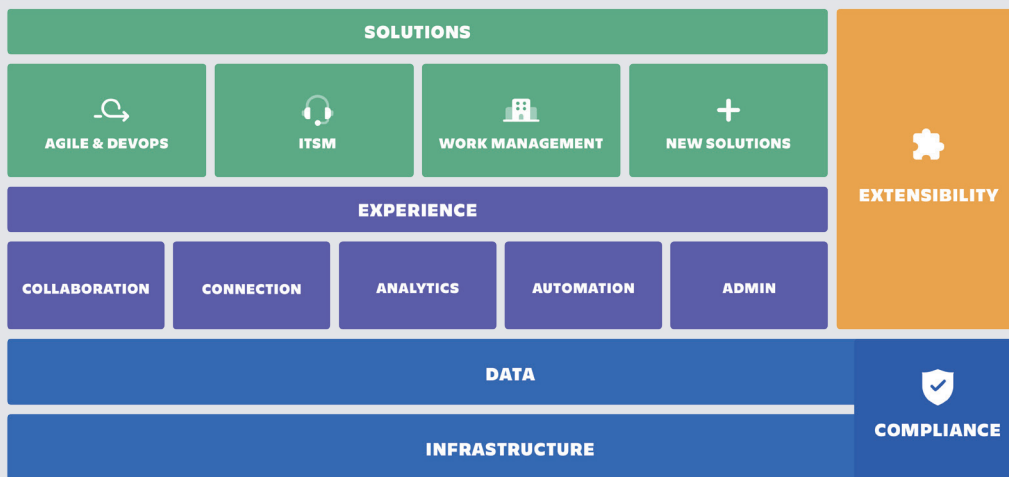 SOLUTIONS
AGILE & DEVOPS
ITSM
WORK MANAGEMENT
NEW SOLUTIONS
EXTENSIBILITY
EXPERIENCE
COLLABORATION
CONNECTION
ANALYTICS
AUTOMATION
ADMIN
DATA
COMPLIANCE
INFRASTRUCTURE